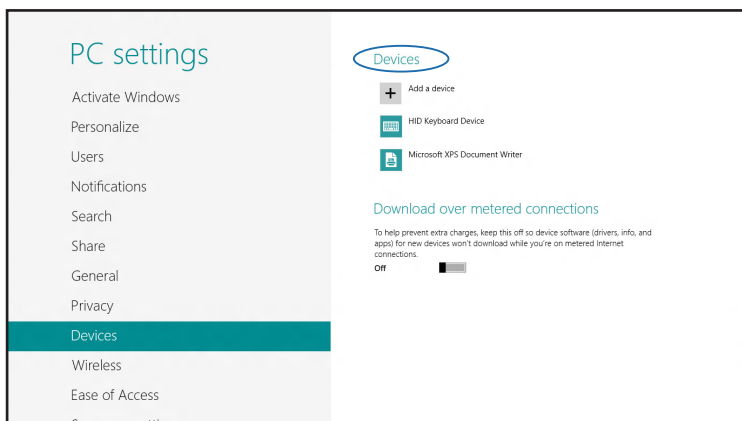 PC settings
Activate Windows
Personalize
Users
Notifications
Search
Share
General
Privacy
Devices
Wireless
Ease of Access
Devices
Add a device
HID Keyboard Device
Microsoft XPS Document Writer
Download over metered connections
To help prevent extra charges, keep this off so device software (drivers, info, and
apps) for new devices won't download while you're on metered Internet
connections.
Off